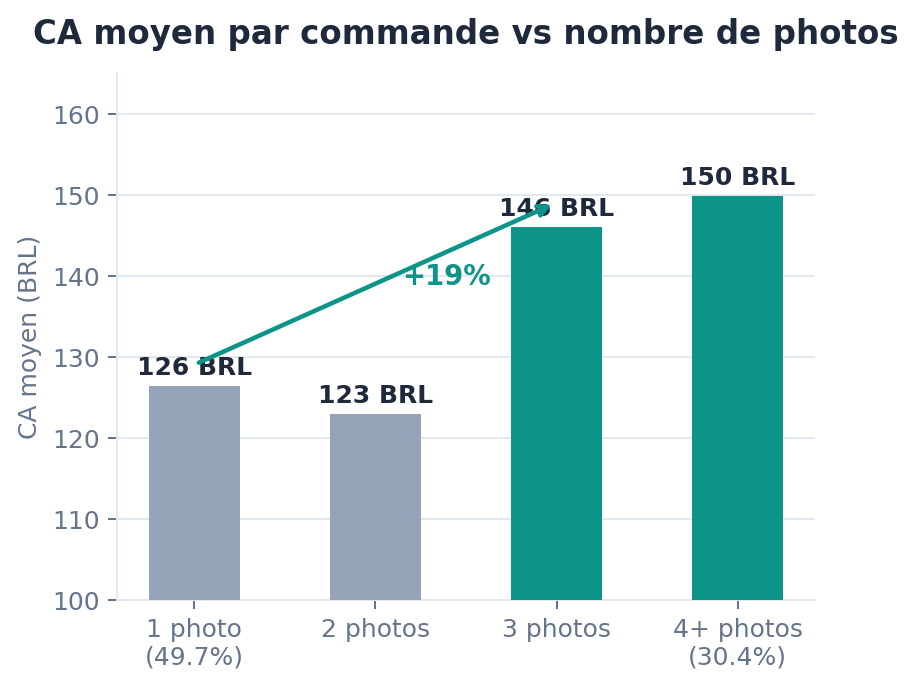 CA moyen par commande vs nombre de photos
CA moyen (BRL)
160
150
140
130
120
110
100
126 BRL
123 BRL
146 BRL
150 BRL
+19%
1 photo
(49.7%)
2 photos
3 photos
4+ photos
(30.4%)